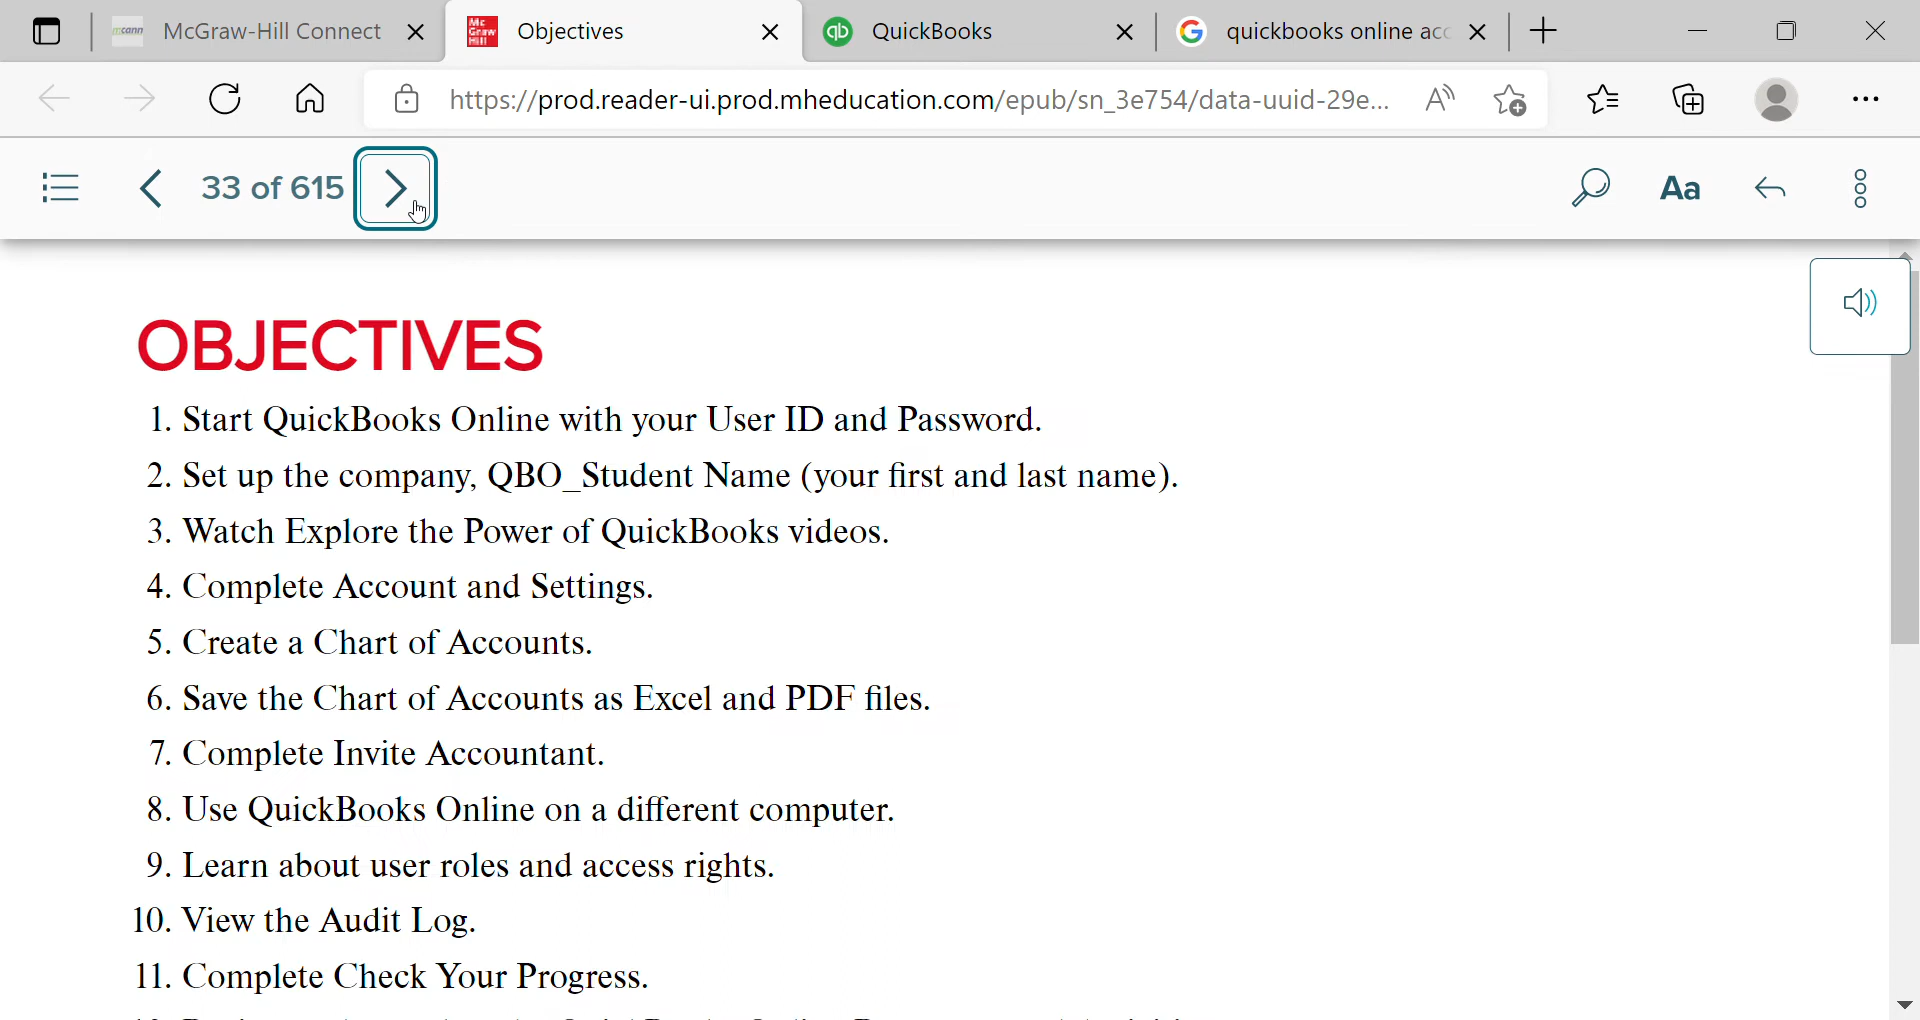 McGraw-Hill Connect
Mc Graw Hill
Objectives
qb
QuickBooks
quickbooks online acc
https://prod.reader-ui.prod.mheducation.com/epub/sn_3e754/data-uuid-29e...
33 of 615
Aa
OBJECTIVES
1. Start QuickBooks Online with your User ID and Password.
2. Set up the company, QBO_Student Name (your first and last name).
3. Watch Explore the Power of QuickBooks videos.
4. Complete Account and Settings.
5. Create a Chart of Accounts.
6. Save the Chart of Accounts as Excel and PDF files.
7. Complete Invite Accountant.
8. Use QuickBooks Online on a different computer.
9. Learn about user roles and access rights.
10. View the Audit Log.
11. Complete Check Your Progress.